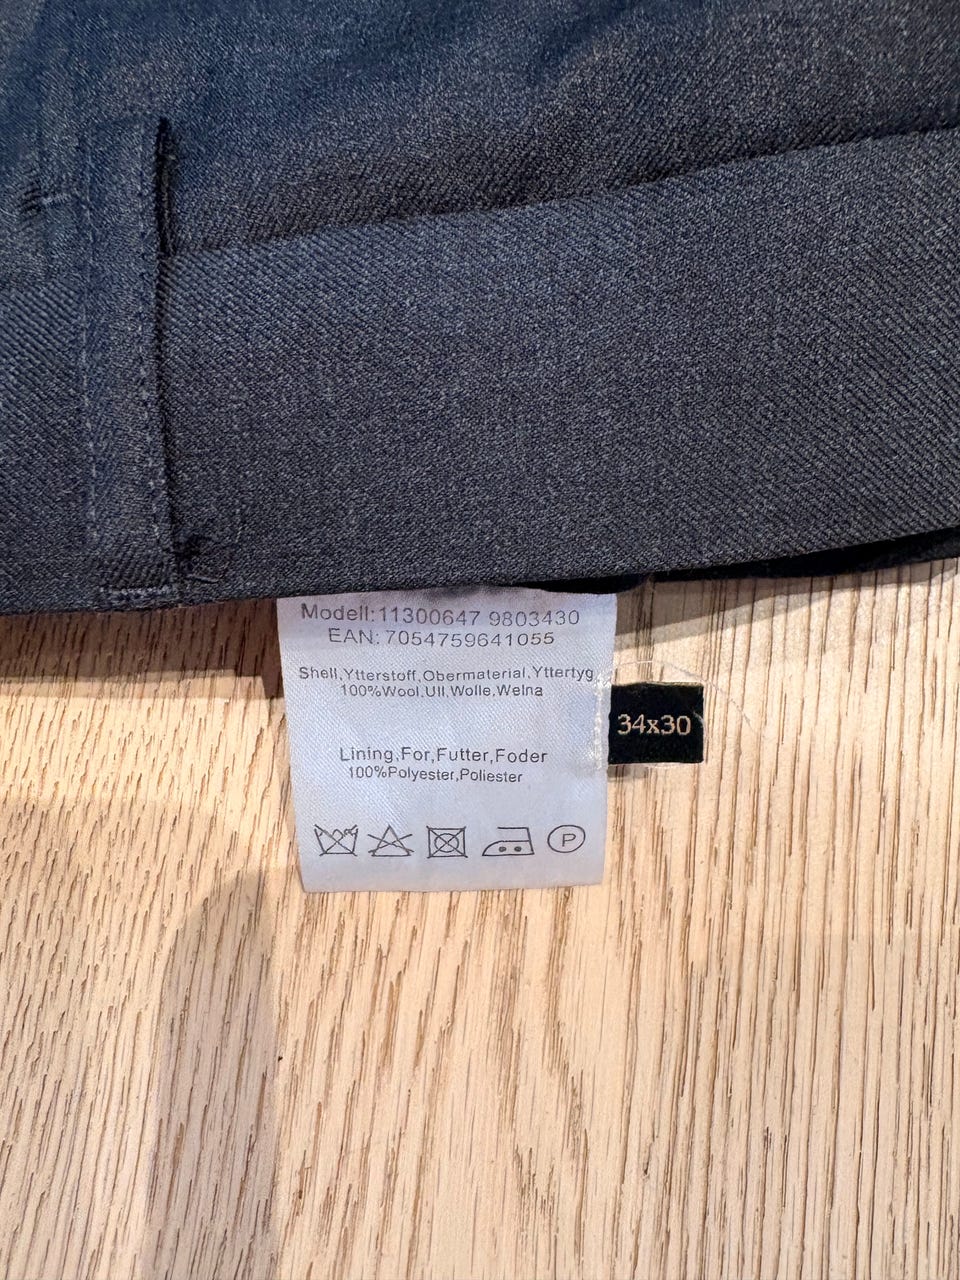 Modell:11300647 9803430
EAN:7054759641055
Shell,Ytterstoff,Obermaterial,Yttertyg
100%Wool,Ull,Wolle,Welna
Lining,For,Futter,Foder
100%Polyester,Poliester
P
34x30